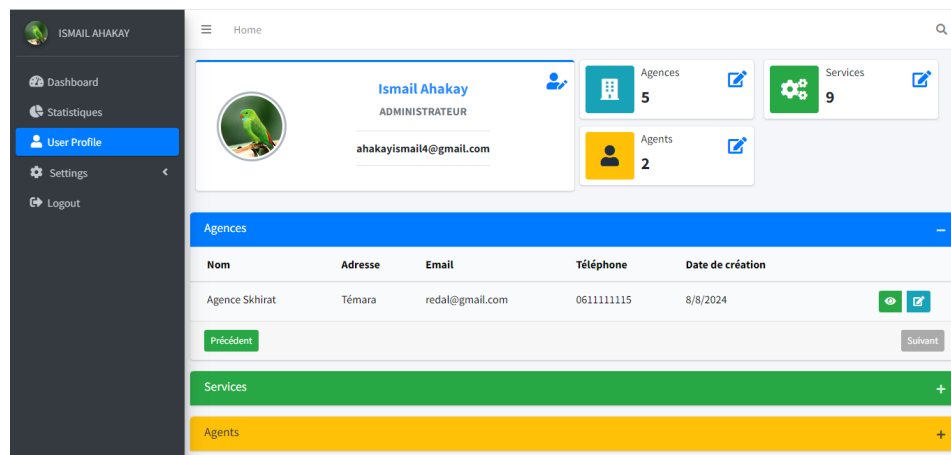 ISMAIL AHAKAY
Dashboard
Statistiques
User Profile
Settings
Logout
Home
Ismail Ahakay
ADMINISTRATEUR
ahakayismail4@gmail.com
Agences
5
Services
9
Agents
2
Agences
Nom Adresse Email Téléphone Date de création
Agence Skhirat Témara redal@gmail.com 0611111115 8/8/2024
Précédent Suivant
Services
Agents